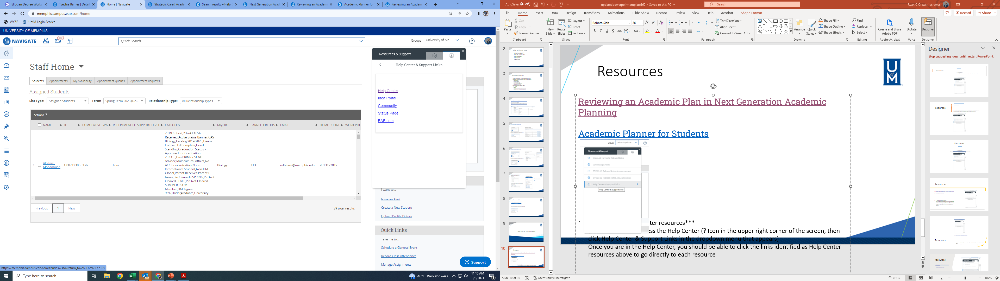 Ellucian Degree Works
Tyechia Barnes | Detail
Home | Navigate
Strategic Care | Acade
Search results – Help C
Next Generation Acad
Reviewing an Academ
Academic Planner for
Reviewing an Academ
memphis.campus.eab.com/home
WYZE
UofM Login Service
UNIVERSITY OF MEMPHIS
NAVIGATE
9+
Quick Search
Groups
University of Me...
Staff Home
Students
Appointments
My Availability
Appointment Queues
Appointment Requests
Assigned Students
List Type: Assigned Students
Term: Spring Term 2023 (De...
Relationship Type: All Relationship Types
Actions
NAME
ID
CUMULATIVE GPA
RECOMMENDED SUPPORT LEVEL
CATEGORY
MAJOR
EARNED CREDITS
EMAIL
HOME PHONE
WORK PHO
1.
Albitawi,
Mohammad
U00712305
3.92
Low
2019 Cohort,23-24 FAFSA
Received,Active Status Banner,CAS
Biology,Catalog 2019-2020,Deans
List,Gen Ed Complete,Good
Standing,Graduation Status -
Approved for Graduation
202310,Has PRIM or SCND
Advisor,Multicultural Affairs,No
ACC Concentration,Non-
International Student,Non-UM
Global,Parent Receives Parent E-
News,Pin Cleared - SPRING,Pin Not
Cleared - FALL,Pin Not Cleared -
SUMMER,RSOM
Member,UMdegree
98%,Undergraduate,University
Biology
113
mlbitawi@memphis.edu
9013192819
Previous
1
Next
39 total results
Resources & Support
Help Center & Support Links
Help Center
Idea Portal
Community
Status Page
EAB.com
I want to...
Issue an Alert
Create a New Student
Upload Profile Picture
Quick Links
Take me to...
Schedule a General Event
Record Class Attendance
Manage Assignments
Support
https://memphis.campus.eab.com/zendesk/sso?return_to=%2Fhc%2Fen-us
Type here to search
46°F Rain showers
11:10 AM
3/8/2023
AutoSave Off
updatedpowerpointtemplate169 • Saved to this PC
Search
Ryan C Crews (rccrews)
File
Home
Insert
Draw
Design
Transitions
Animations
Slide Show
Record
Review
View
Help
Acrobat
Shape Format
Record
Share
Paste
Cut
Copy
Format Painter
Clipboard
New
Slide
Reuse
Slides
Layout
Reset
Section
Slides
Roboto Slab
36
Font
Text Direction
Align Text
Convert to SmartArt
Paragraph
Arrange
Quick
Styles
Shape Fill
Shape Outline
Shape Effects
Drawing
Find
Replace
Select
Editing
Create and Share
Adobe PDF
Adobe Acrobat
Dictate
Voice
Designer
Designer
2
3
4
5
6
7
8
9
10
Resources
U of M
Reviewing an Academic Plan in Next Generation Academic
Planning
Academic Planner for Students
Groups
University of Me...
Resources & Support
View All Navigate Release Notes
Upcoming Events
STC 23.1.3 Release Notes Announcement
STC 23.1.2 Release Notes Announcement
Help Center & Support Links
Help Center & Support Links
ter resources***
-
ess the Help Center (? Icon in the upper right corner of the screen, then
click Help Center & Support Links in the dropdown menu that appears)
- Once you are in the Help Center, you should be able to click the links identified as Help Center
resources above to go directly to each resource
Designer
Stop suggesting ideas until I restart PowerPoint.
Resources
Resources
Resources
Resources
Resources
Resources
Slide 10 of 10
Accessibility: Investigate
Notes
107%